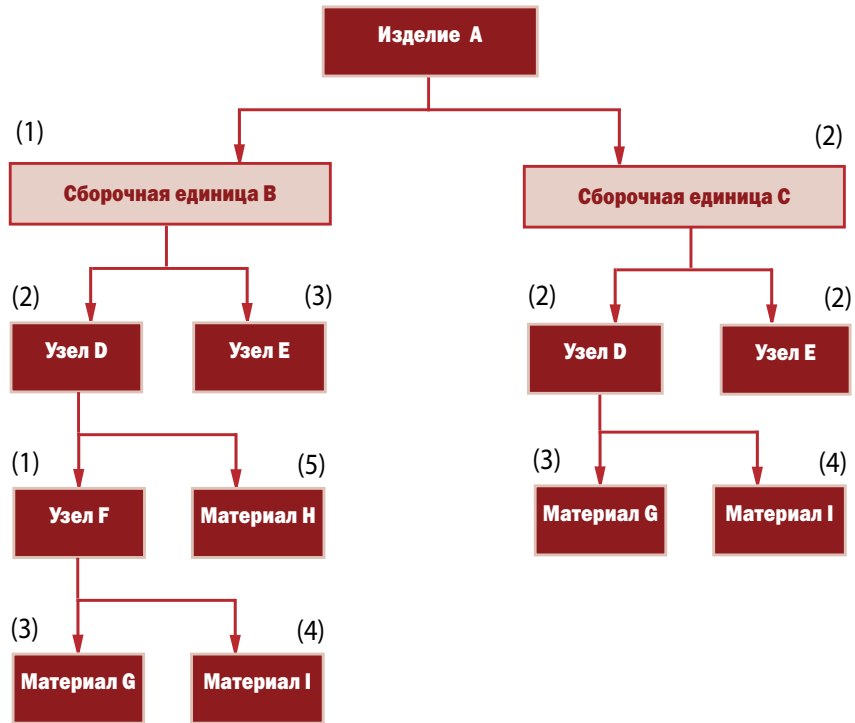 Изделие А
(1)
(2)
Сборочная единица В
Сборочная единица С
(2)
(3)
(2)
(2)
Узел D
Узел Е
Узел D
Узел Е
(1)
(5)
(3)
(4)
Узел F
Материал H
Материал G
Материал I
(3)
(4)
Материал G
Материал I